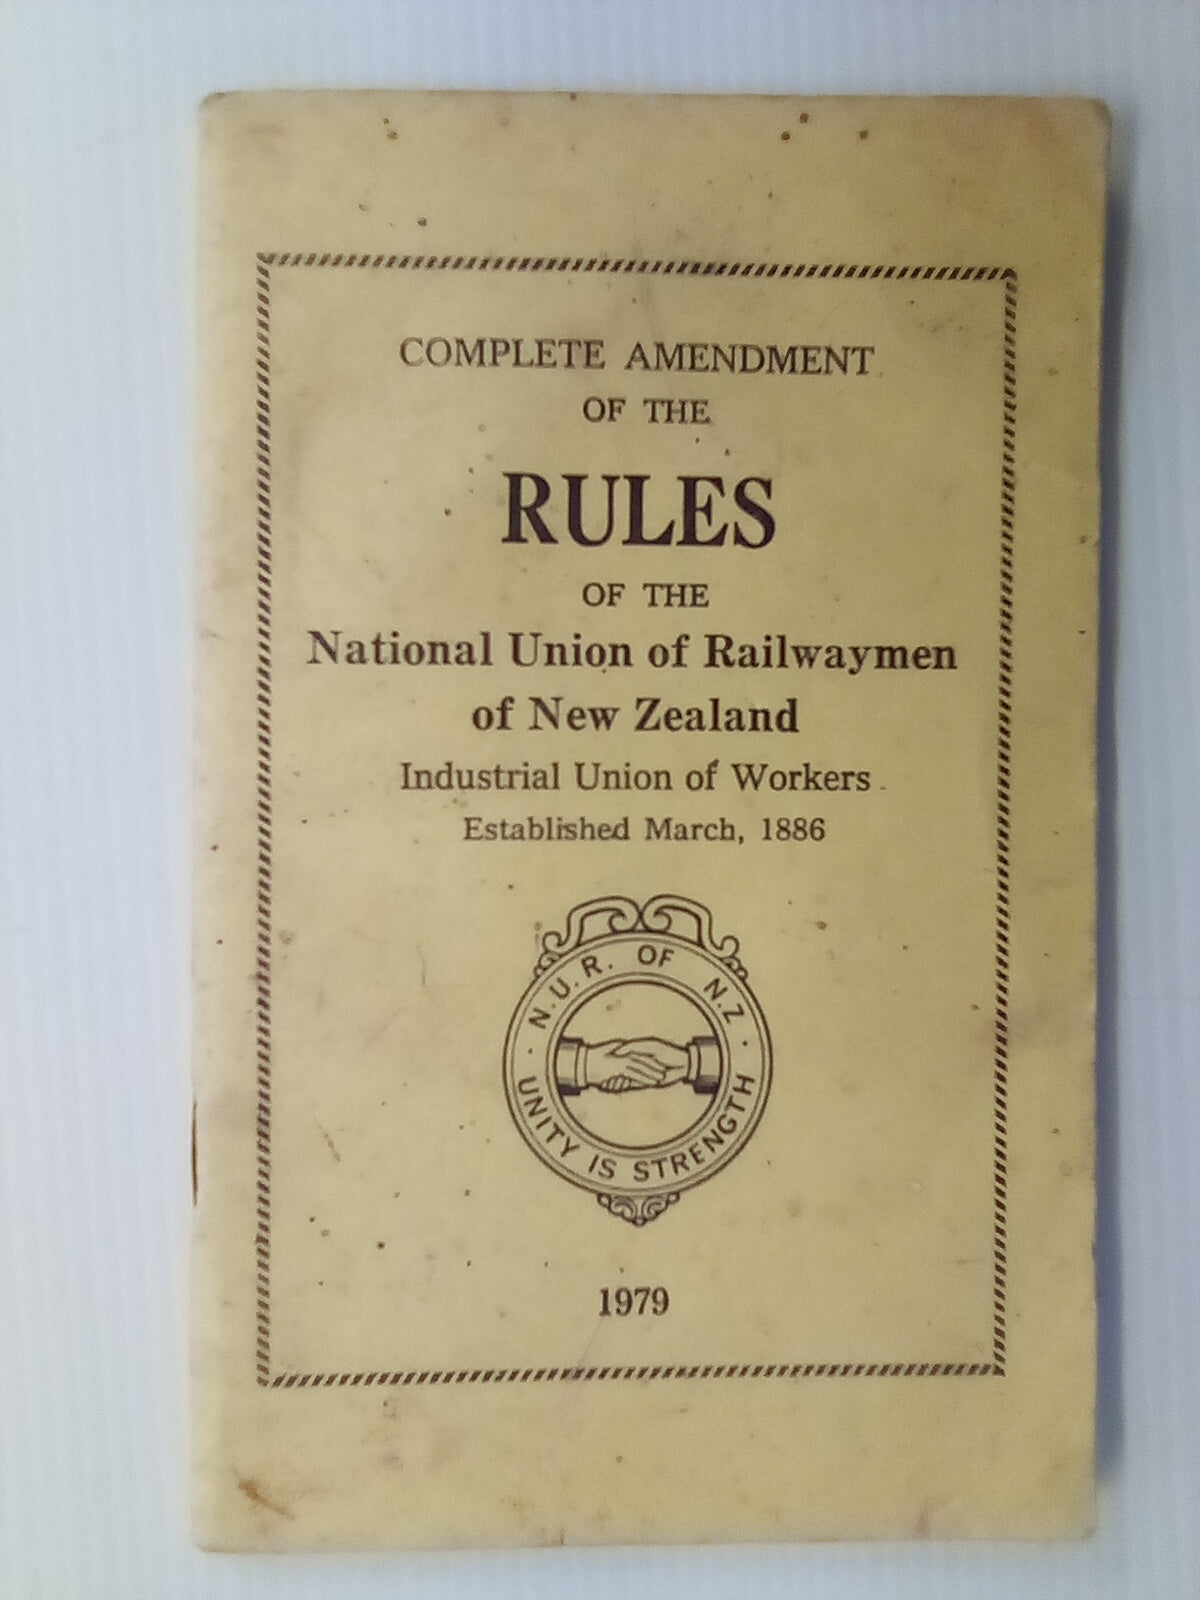 COMPLETE AMENDMENT
OF THE
RULES
OF THE
National Union of Railwaymen
of New Zealand
Industrial Union of Workers
Established March, 1886
· N.U.R. OF N.Z ·
UNITY IS STRENGTH
1979